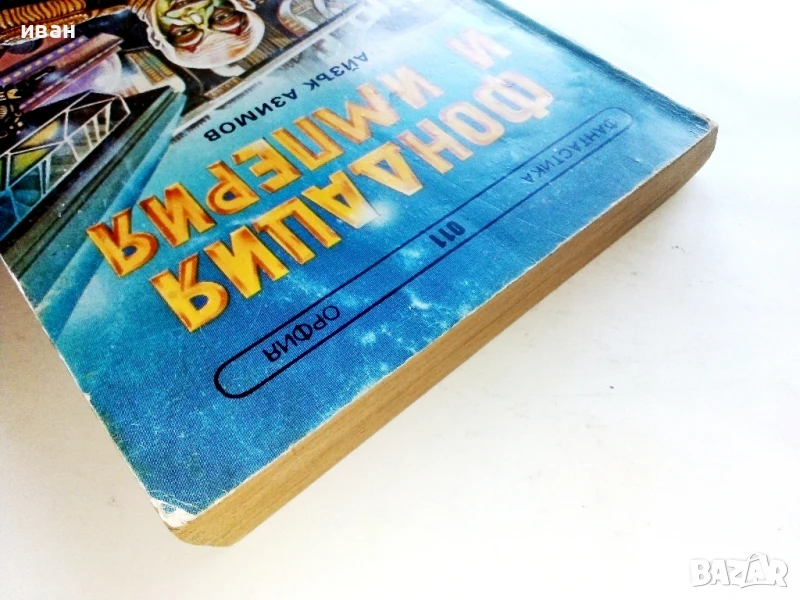 иван
ФАНТАСТИКА 011 ОРФИЯ
ФОНДАЦИЯ
И ИМПЕРИЯ
АЙЗЪК АЗИМОВ
BAZAR